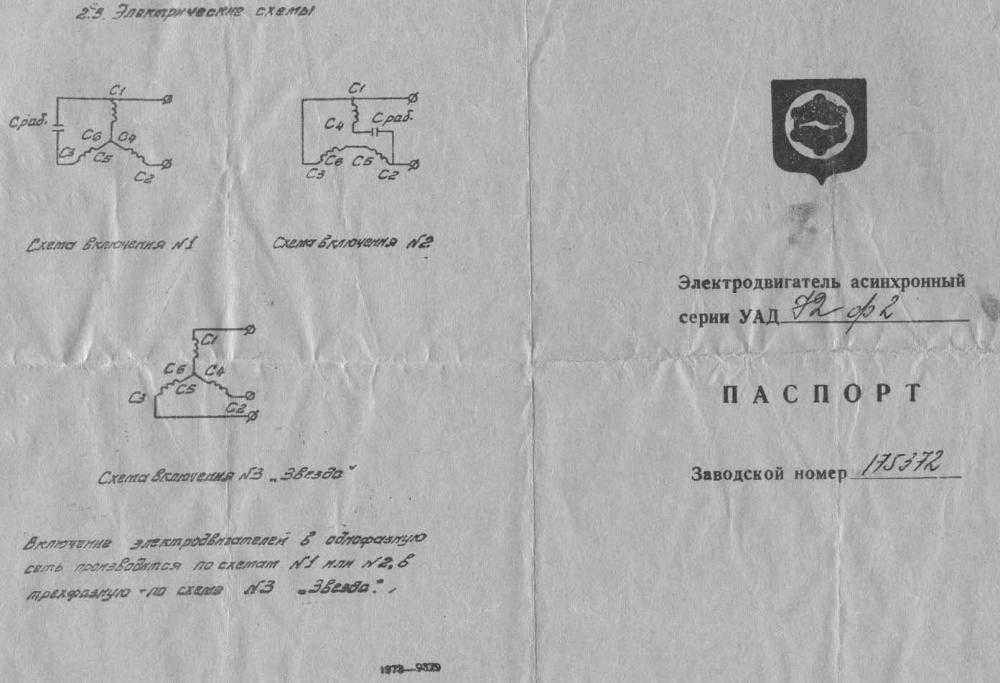 2.3. Электрические схемы
С1
Сраб.
С6 С4
С3 С5
С2
С1
С4 Сраб.
С6 С5
С3 С2
Схема включения №1
Схема включения №2
С1
С6 С4
С5
С3
С2
Схема включения №3 „Звезда“
Включение электродвигателей в однофазную
сеть производится по схемам №1 или №2, в
трехфазную -по схеме №3 „Звезда“.
1978—9329
Электродвигатель асинхронный
серии УАД 72-ф2
ПАСПОРТ
Заводской номер 175372